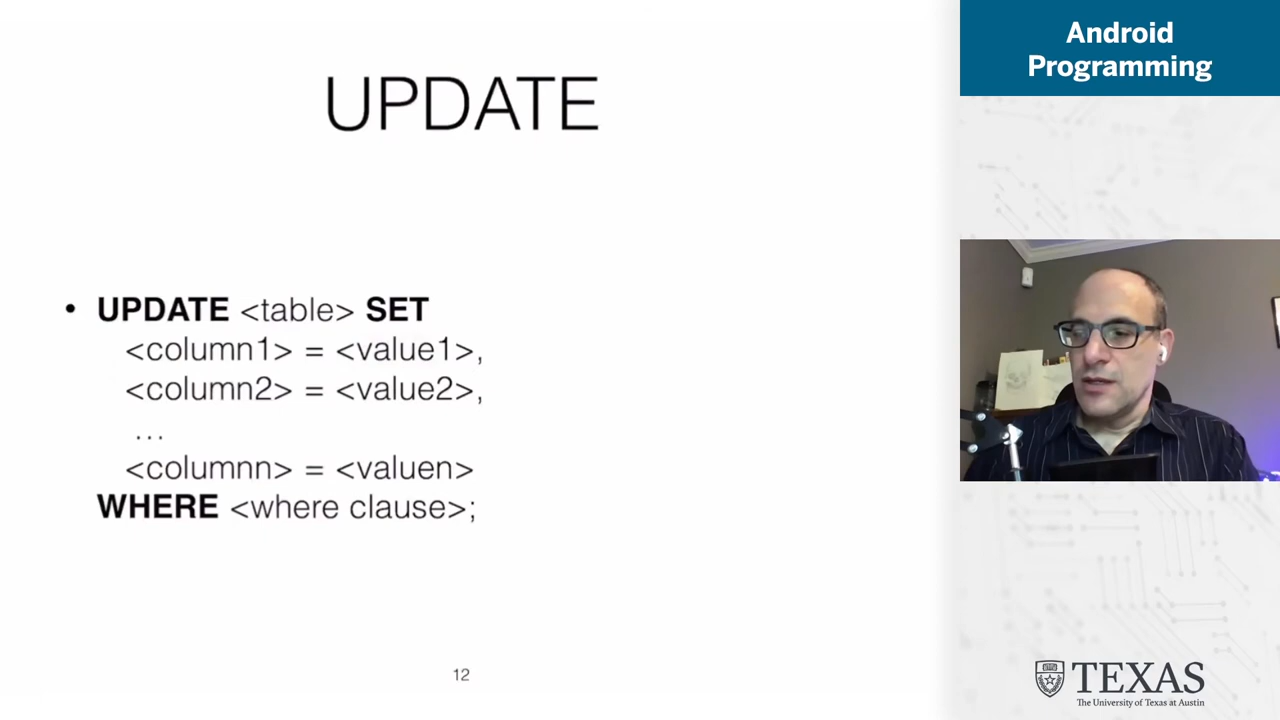 UPDATE
• UPDATE <table> SET
<column1> = <value1>,
<column2> = <value2>,
...
<columnn> = <valuen>
WHERE <where clause>;
12
Android
Programming
TEXAS
The University of Texas at Austin